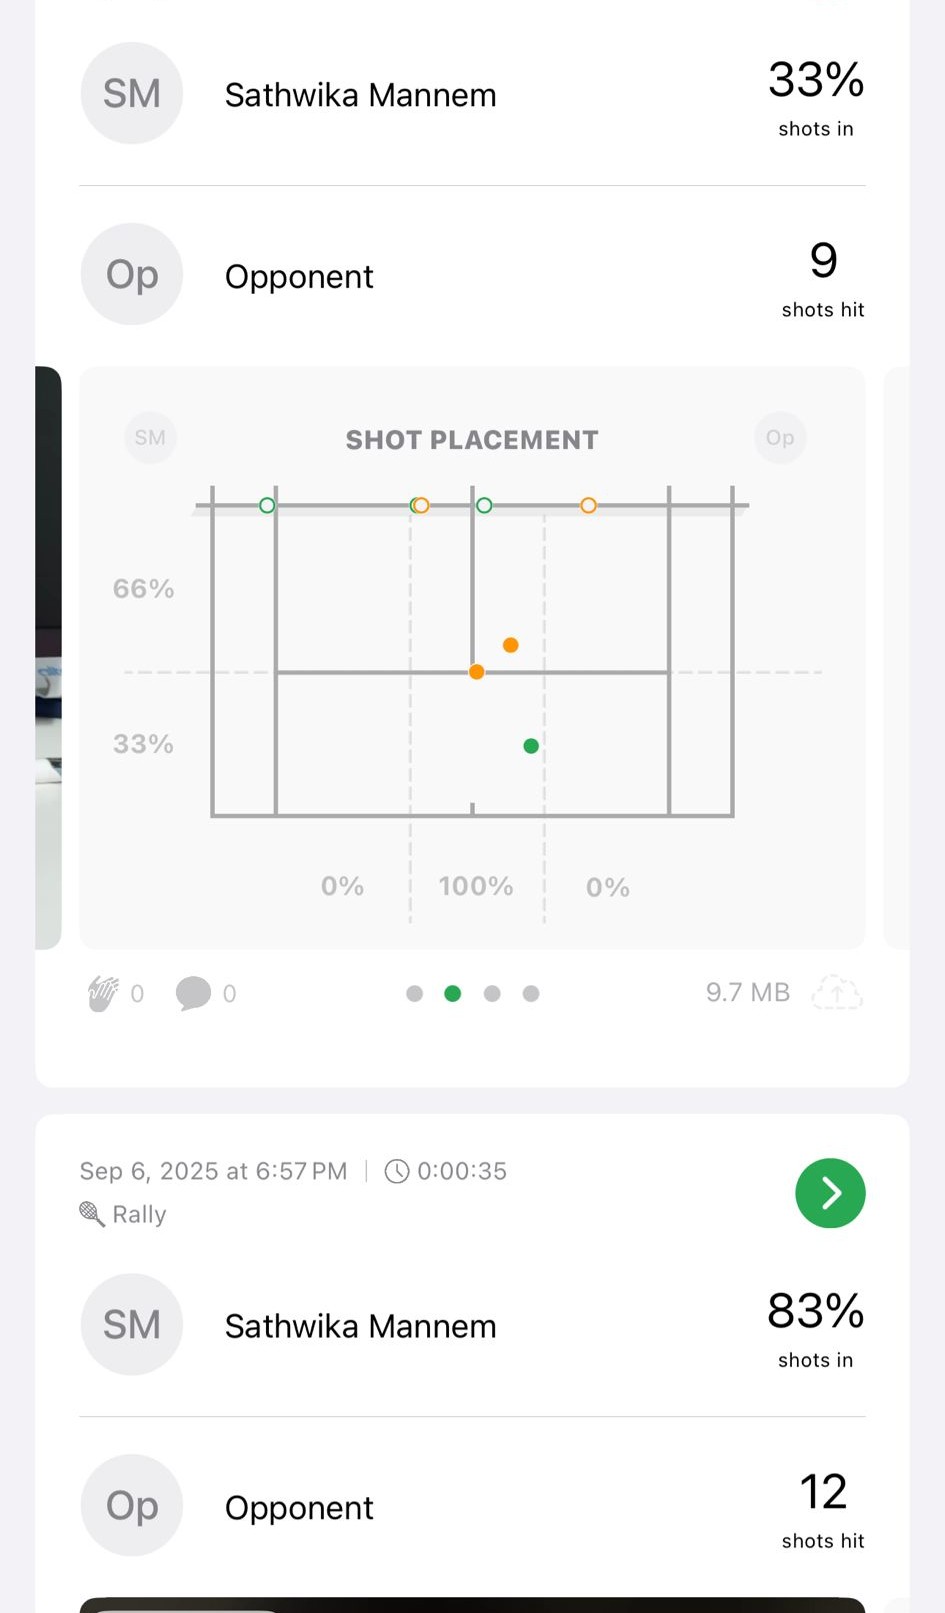 SM
Sathwika Mannem
33%
shots in
Op
Opponent
9
shots hit
SM
SHOT PLACEMENT
Op
66%
33%
0%
100%
0%
0
0
9.7 MB
Sep 6, 2025 at 6:57 PM
0:00:35
Rally
SM
Sathwika Mannem
83%
shots in
Op
Opponent
12
shots hit